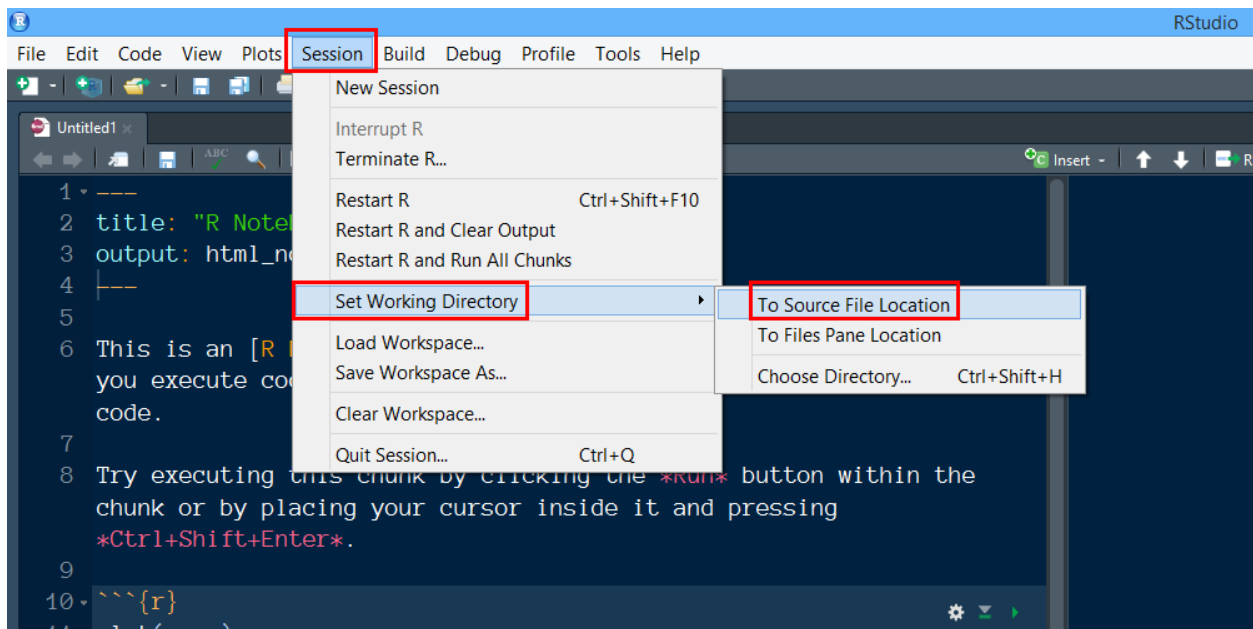 RStudio
File Edit Code View Plots Session Build Debug Profile Tools Help
New Session
Untitled1
Interrupt R
Terminate R...
ABC
Insert
Restart R Ctrl+Shift+F10
Restart R and Clear Output
Restart R and Run All Chunks
Set Working Directory
To Source File Location
To Files Pane Location
Choose Directory... Ctrl+Shift+H
Load Workspace...
Save Workspace As...
Clear Workspace...
Quit Session... Ctrl+Q
1 ---
2 title: "R Note
3 output: html_n
4 ---
5
6 This is an [R
you execute co
code.
7
8 Try executing this chunk by clicking the *Run* button within the
chunk or by placing your cursor inside it and pressing
*Ctrl+Shift+Enter*.
9
10 ```{r}